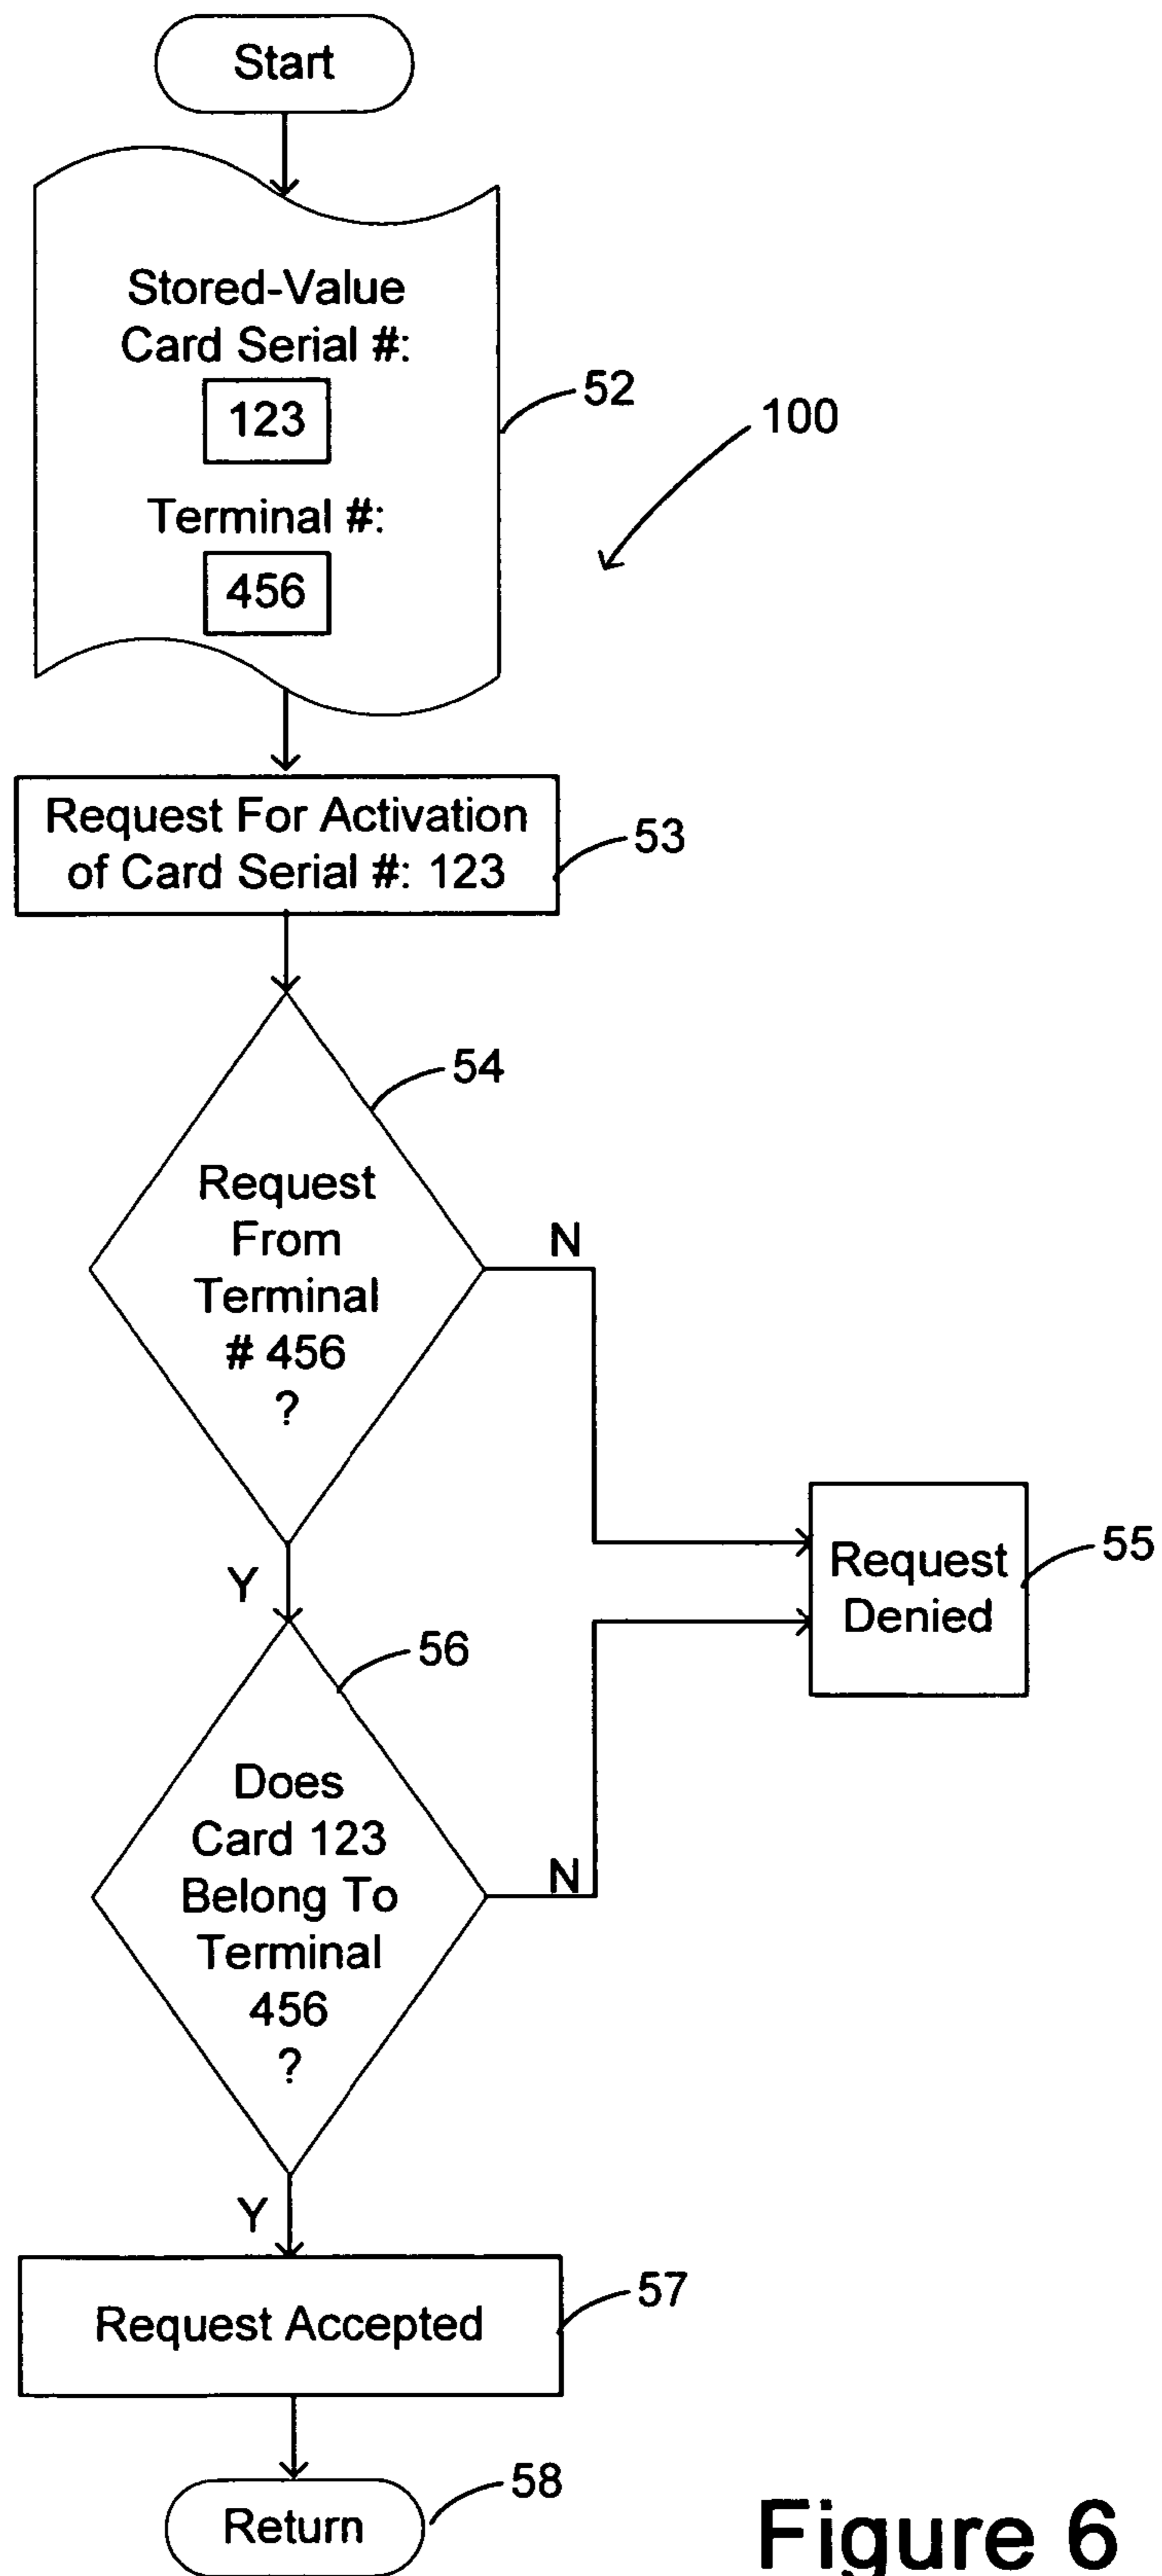 Start
Stored-Value
Card Serial #:
123
52
100
Terminal #:
456
Request For Activation
of Card Serial #: 123
53
54
Request
From
Terminal
# 456
?
N
Y
Request
Denied
55
56
Does
Card 123
Belong To
Terminal
456
?
N
Y
Request Accepted
57
Return
58
Figure 6